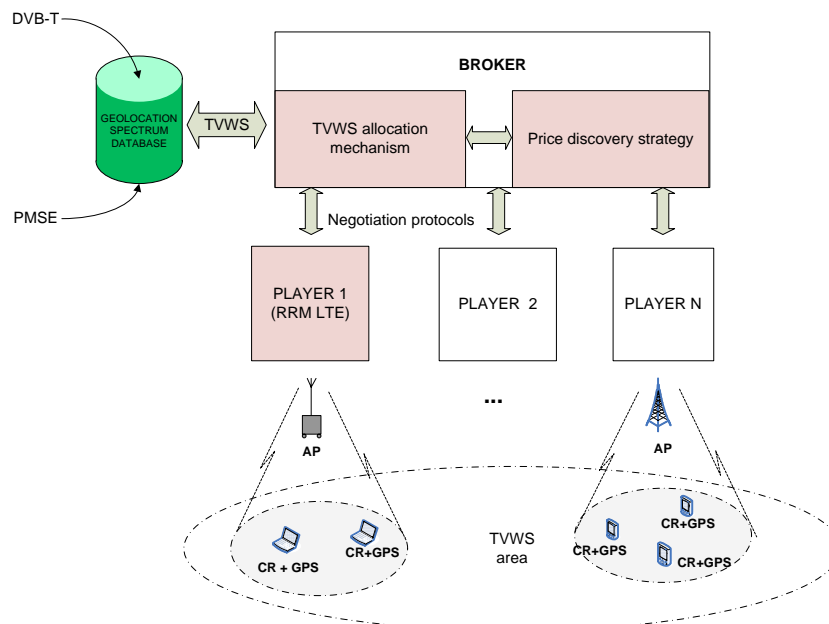 DVB-T
BROKER
GEOLOCATION
SPECTRUM
DATABASE
TVWS
TVWS allocation
mechanism
Price discovery strategy
PMSE
Negotiation protocols
PLAYER 1
(RRM LTE)
PLAYER 2
PLAYER N
...
AP
AP
TVWS
area
CR + GPS
CR+GPS
CR+GPS
CR+GPS
CR+GPS